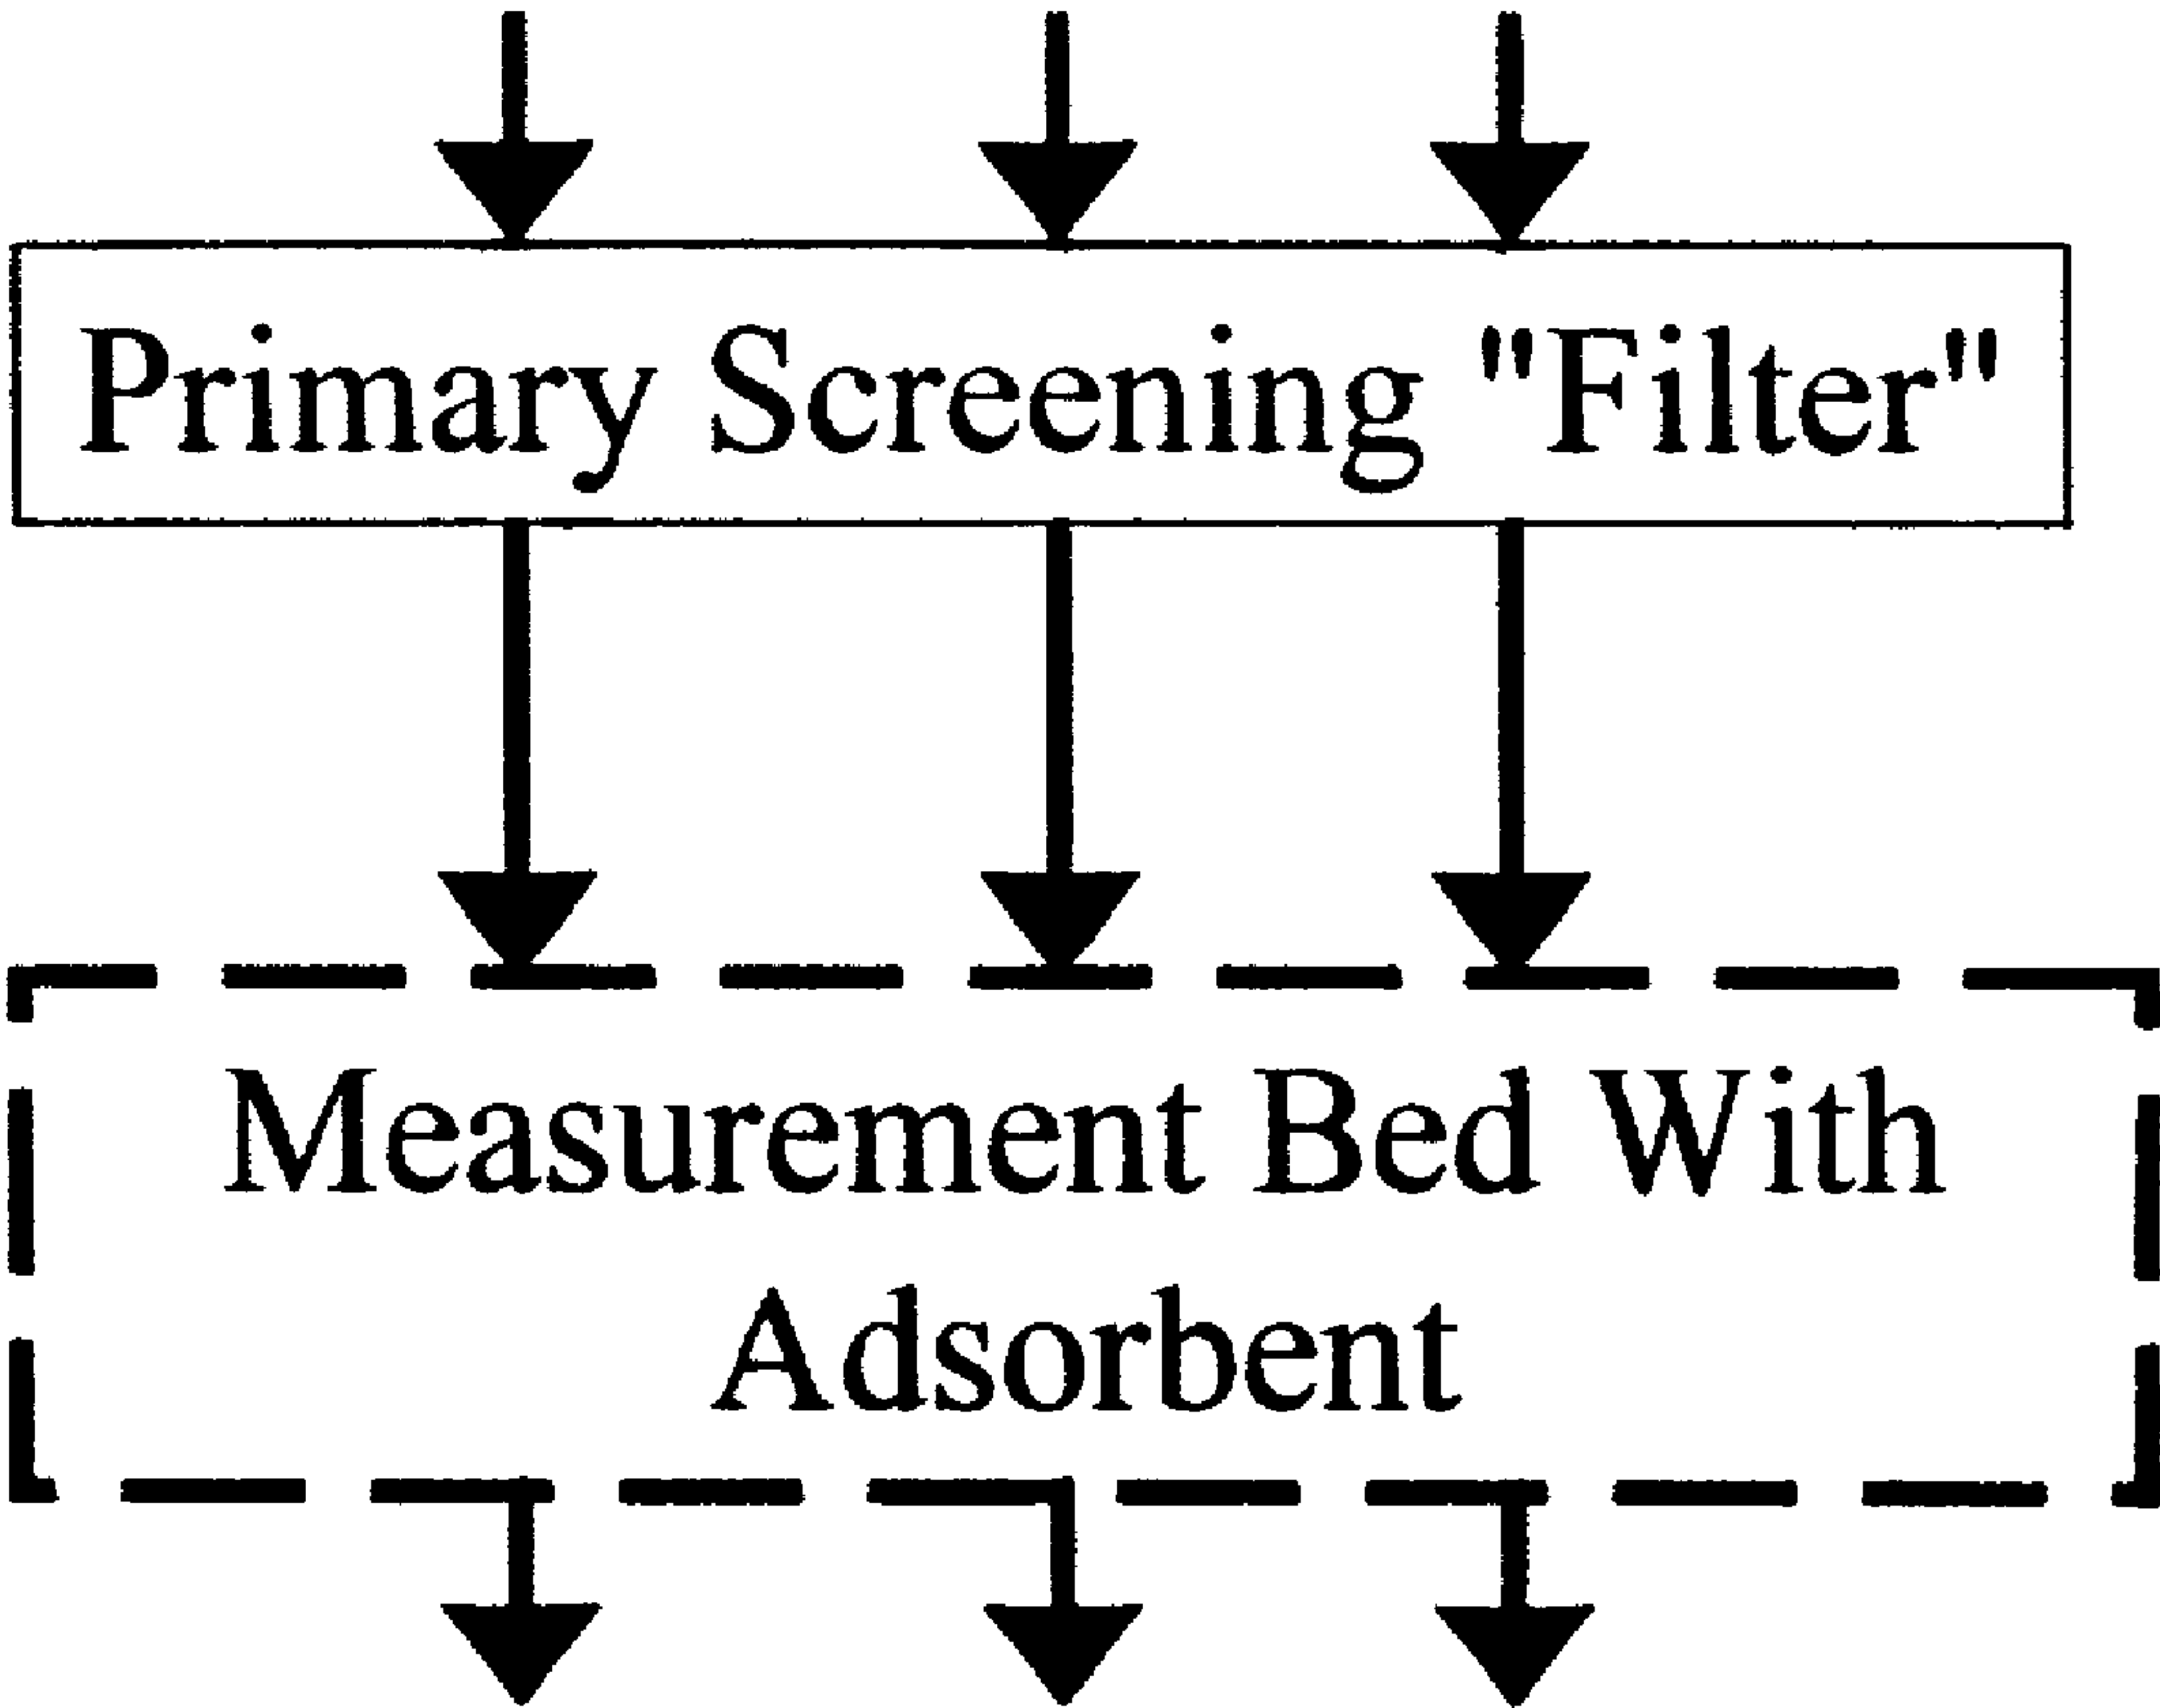 Primary Screening "Filter"
Measurement Bed With
Adsorbent